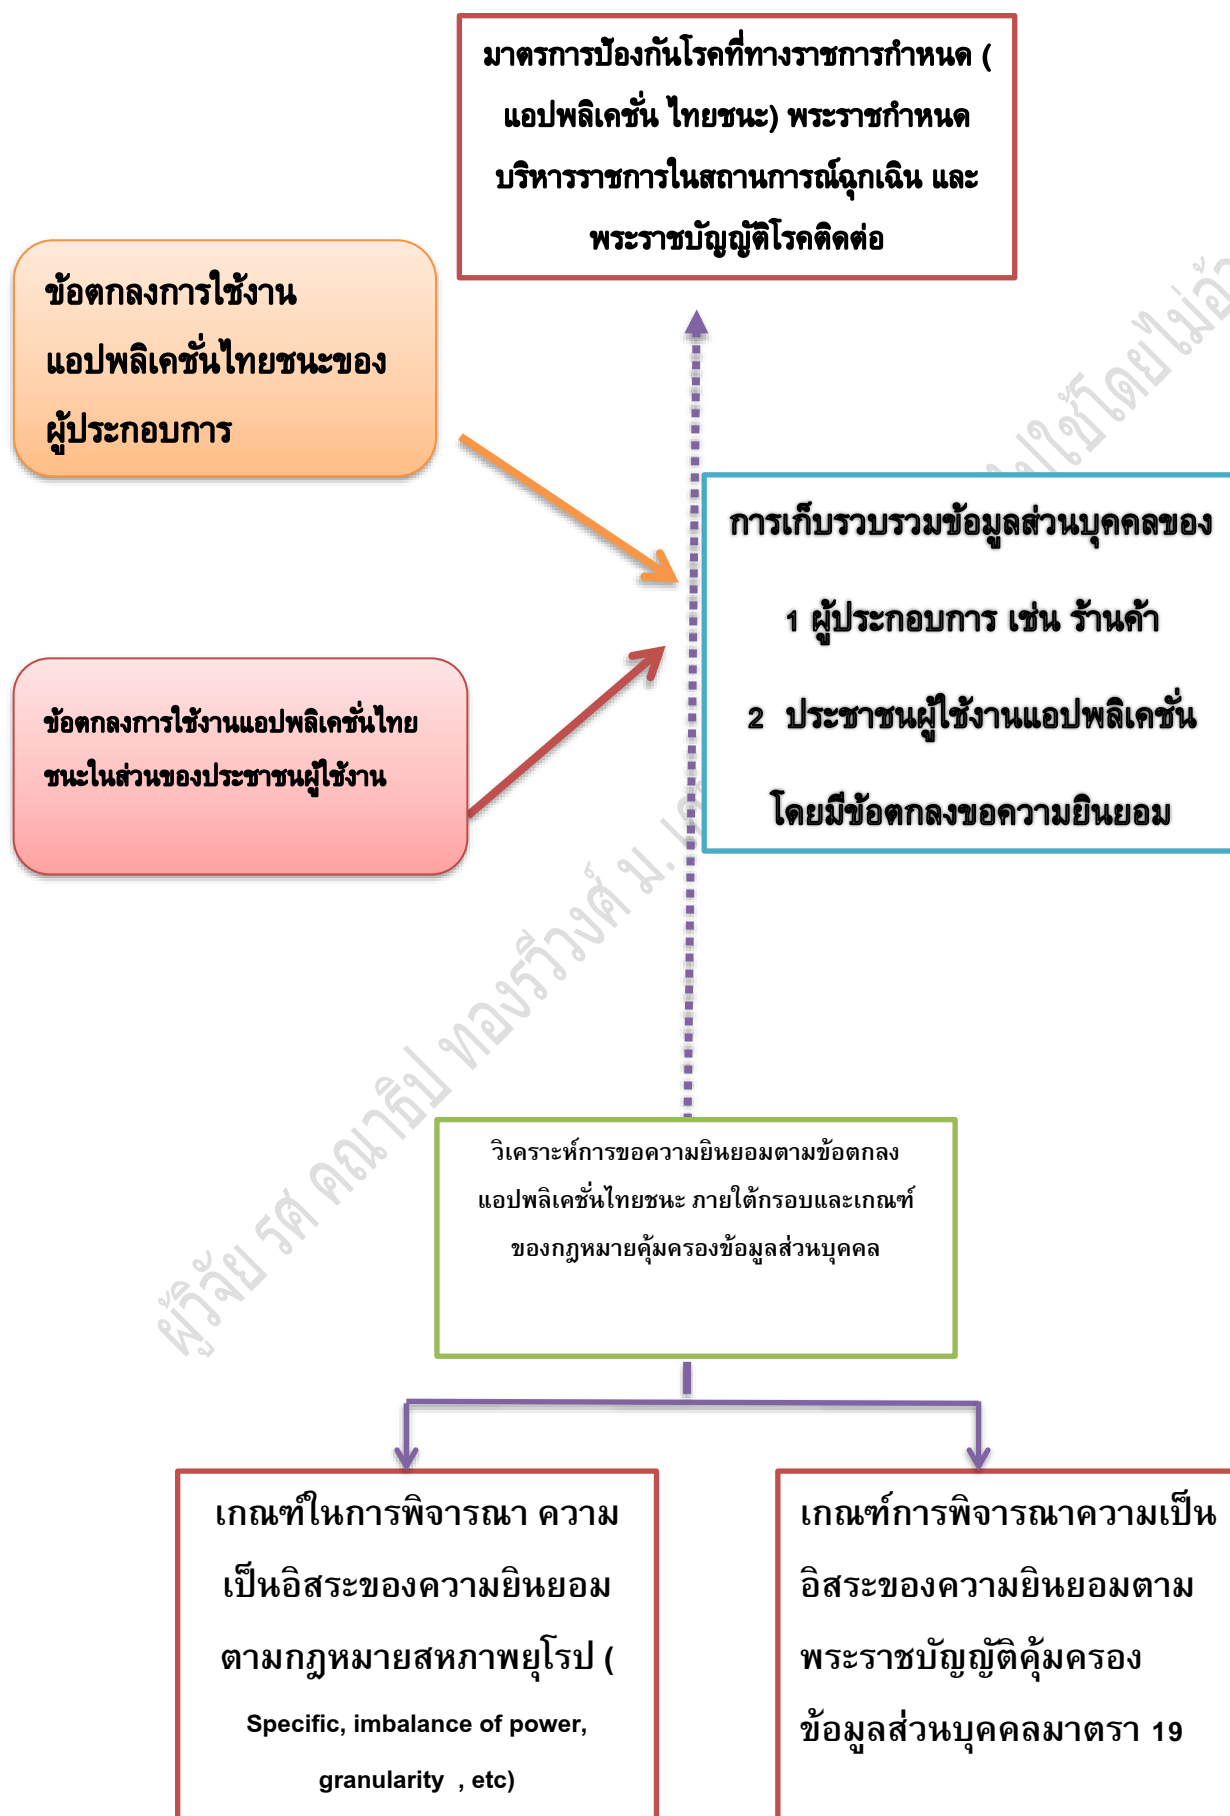 มาตรการป้องกันโรคที่ทางราชการกำหนด (
แอปพลิเคชั่น ไทยชนะ) พระราชกำหนด
บริหารราชการในสถานการณ์ฉุกเฉิน และ
พระราชบัญญัติโรคติดต่อ
ข้อตกลงการใช้งาน
แอปพลิเคชั่นไทยชนะของ
ผู้ประกอบการ
การเก็บรวบรวมข้อมูลส่วนบุคคลของ
1 ผู้ประกอบการ เช่น ร้านค้า
2 ประชาชนผู้ใช้งานแอปพลิเคชั่น
โดยมีข้อตกลงขอความยินยอม
ข้อตกลงการใช้งานแอปพลิเคชั่นไทย
ชนะในส่วนของประชาชนผู้ใช้งาน
วิเคราะห์การขอความยินยอมตามข้อตกลง
แอปพลิเคชั่นไทยชนะ ภายใต้กรอบและเกณฑ์
ของกฎหมายคุ้มครองข้อมูลส่วนบุคคล
เกณฑ์ในการพิจารณา ความ
เป็นอิสระของความยินยอม
ตามกฎหมายสหภาพยุโรป (
Specific, imbalance of power,
granularity , etc)
เกณฑ์การพิจารณาความเป็น
อิสระของความยินยอมตาม
พระราชบัญญัติคุ้มครอง
ข้อมูลส่วนบุคคลมาตรา 19
ผู้วิจัย รศ คณาธิป ทองรวีวงศ์ ม. ไปใช้โดยไม่